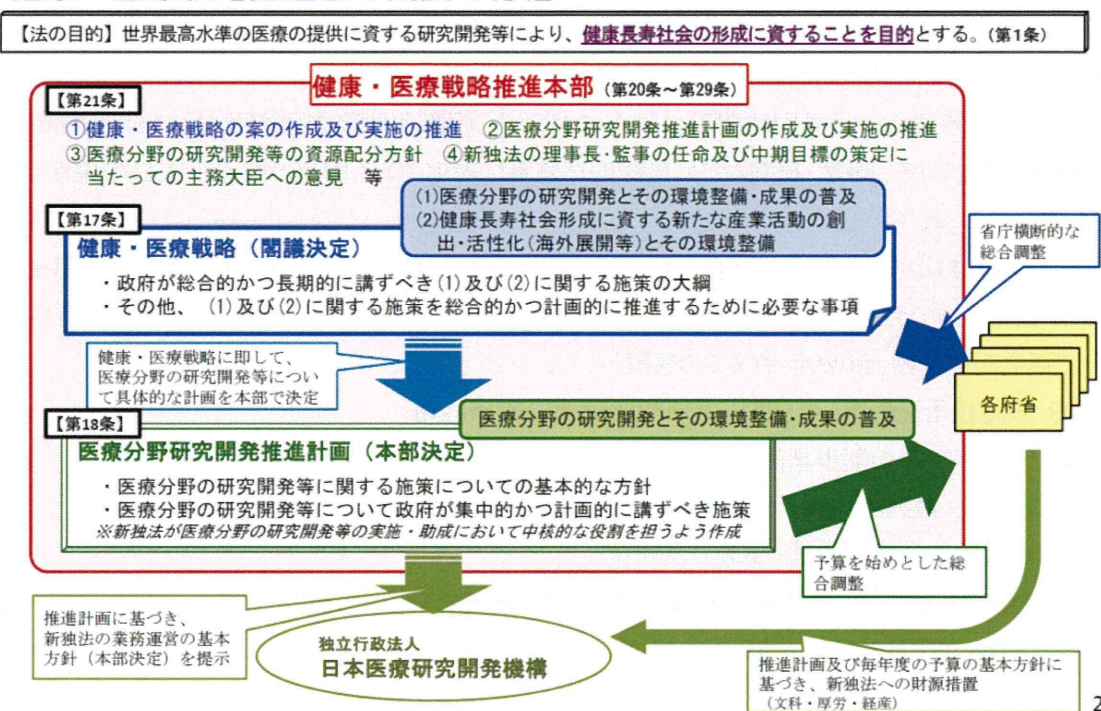 【法の目的】世界最高水準の医療の提供に資する研究開発等により、健康長寿社会の形成に資することを目的とする。(第1条)
健康・医療戦略推進本部 (第20条～第29条)
【第21条】
①健康・医療戦略の案の作成及び実施の推進 ②医療分野研究開発推進計画の作成及び実施の推進
③医療分野の研究開発等の資源配分方針 ④新独法の理事長・監事の任命及び中期目標の策定に
当たっての主務大臣への意見 等
(1)医療分野の研究開発とその環境整備・成果の普及
(2)健康長寿社会形成に資する新たな産業活動の創
出・活性化(海外展開等)とその環境整備
【第17条】
健康・医療戦略（閣議決定）
・政府が総合的かつ長期的に講ずべき(1)及び(2)に関する施策の大綱
・その他、(1)及び(2)に関する施策を総合的かつ計画的に推進するために必要な事項
省庁横断的な
総合調整
健康・医療戦略に即して、
医療分野の研究開発等につい
て具体的な計画を本部で決定
各府省
【第18条】
医療分野の研究開発とその環境整備・成果の普及
医療分野研究開発推進計画（本部決定）
・医療分野の研究開発等に関する施策についての基本的な方針
・医療分野の研究開発等について政府が集中的かつ計画的に講ずべき施策
※新独法が医療分野の研究開発等の実施・助成において中核的な役割を担うよう作成
予算を始めとした総
合調整
推進計画に基づき、
新独法の業務運営の基本
方針（本部決定）を提示
独立行政法人
日本医療研究開発機構
推進計画及び毎年度の予算の基本方針に
基づき、新独法への財源措置
（文科・厚労・経産）
2